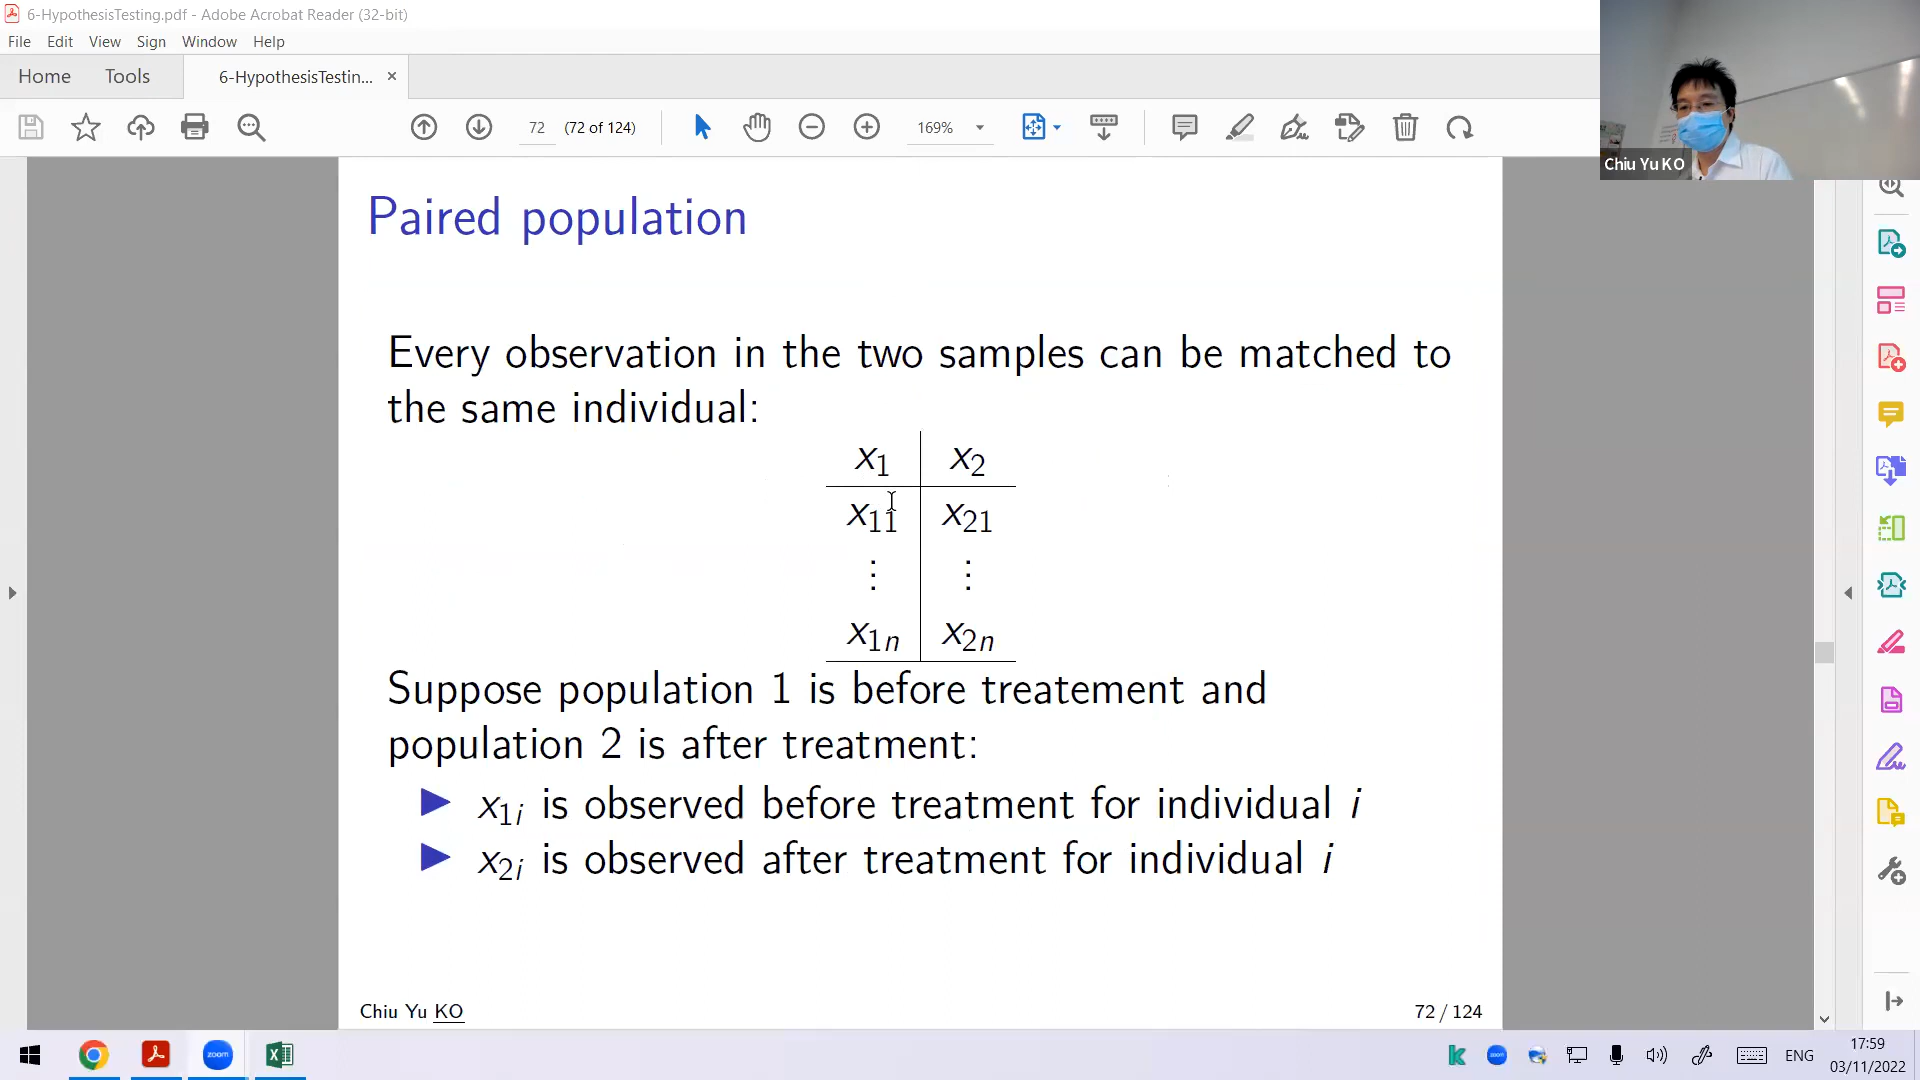 6-HypothesisTesting.pdf - Adobe Acrobat Reader (32-bit)
File Edit View Sign Window Help
Home Tools 6-HypothesisTestin... ×
72 (72 of 124) 169%
Chiu Yu KO
Paired population
Every observation in the two samples can be matched to
the same individual:
x1 x2
x11 x21
⋮ ⋮
x1n x2n
Suppose population 1 is before treatement and
population 2 is after treatment:
▶ x1i is observed before treatment for individual i
▶ x2i is observed after treatment for individual i
Chiu Yu KO 72 / 124
zoom zoom ENG 17:59
03/11/2022